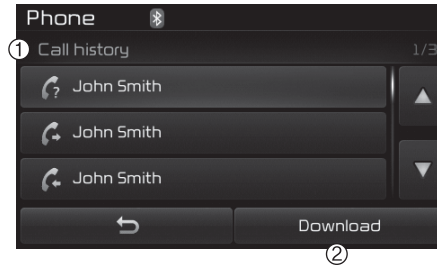 Phone
① Call history 1/3
John Smith
John Smith
John Smith
Download
②